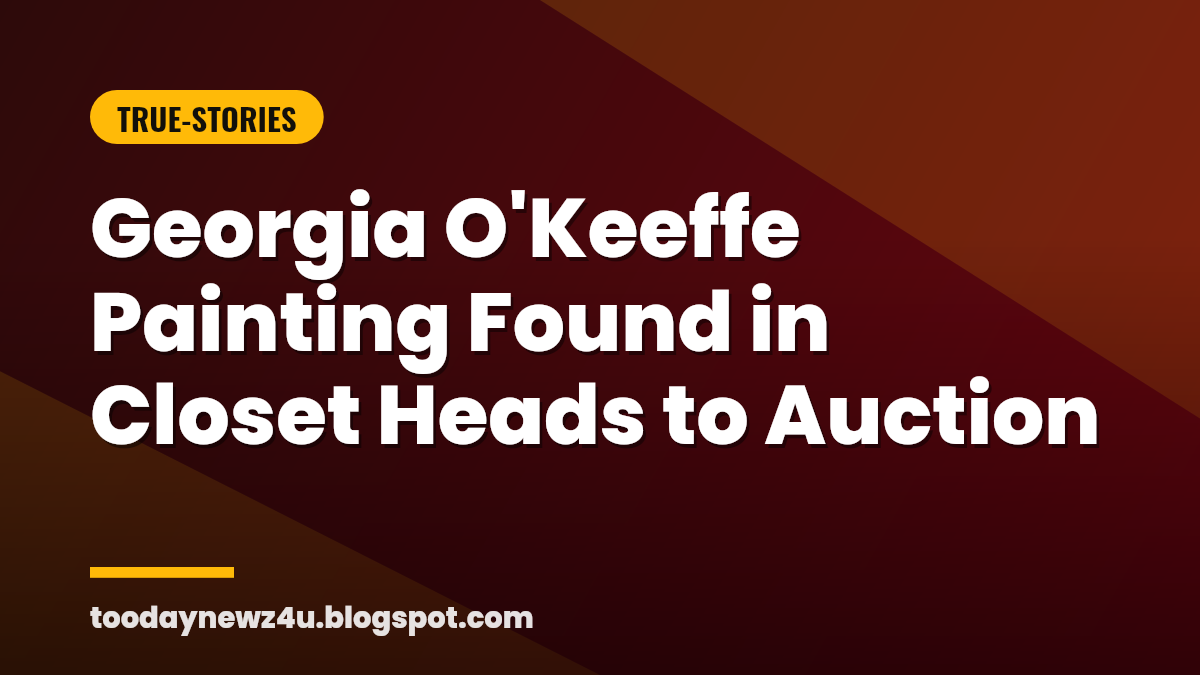 TRUE-STORIES
Georgia O'Keeffe
Painting Found in
Closet Heads to Auction
toodaynewz4u.blogspot.com